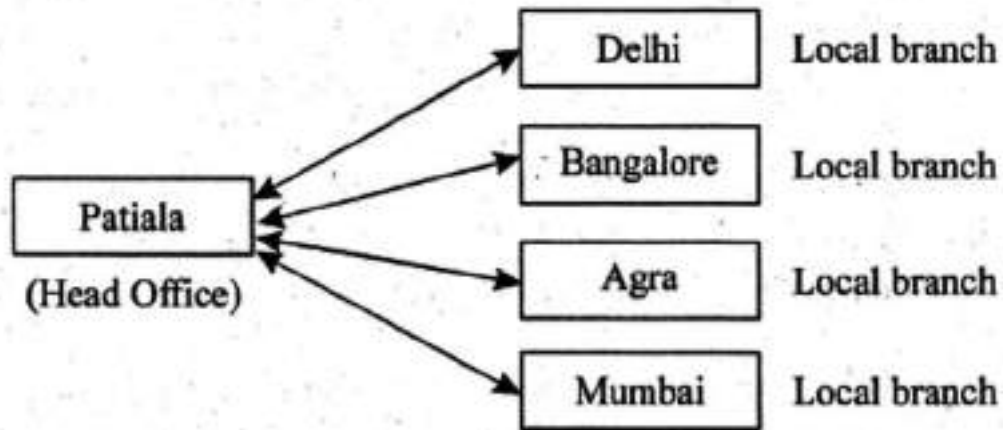 Delhi Local branch
Bangalore Local branch
Patiala
(Head Office)
Agra Local branch
Mumbai Local branch